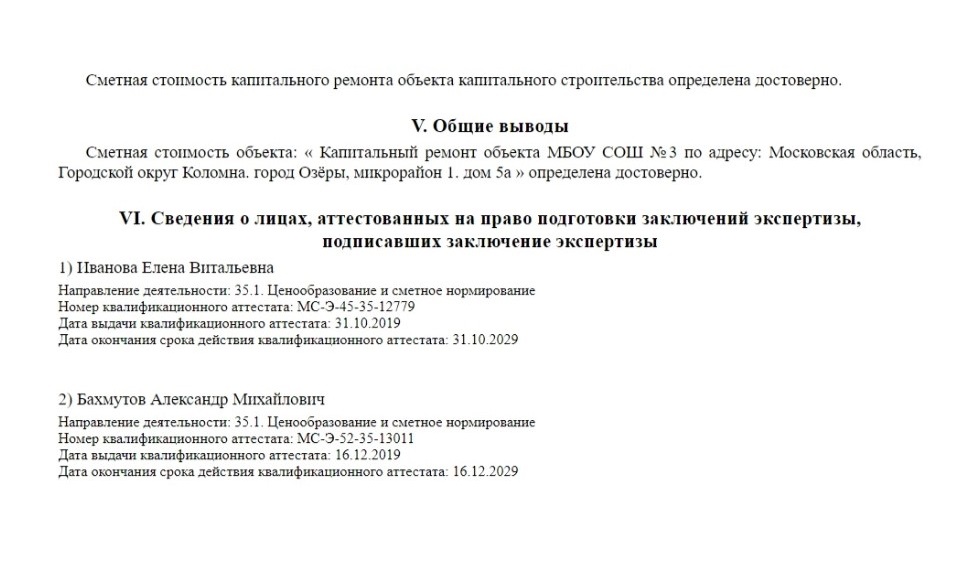 Сметная стоимость капитального ремонта объекта капитального строительства определена достоверно.
V. Общие выводы
Сметная стоимость объекта: « Капитальный ремонт объекта МБОУ СОШ №3 по адресу: Московская область,
Городской округ Коломна. город Озёры, микрорайон 1. дом 5а » определена достоверно.
VI. Сведения о лицах, аттестованных на право подготовки заключений экспертизы,
подписавших заключение экспертизы
1) Иванова Елена Витальевна
Направление деятельности: 35.1. Ценообразование и сметное нормирование
Номер квалификационного аттестата: МС-Э-45-35-12779
Дата выдачи квалификационного аттестата: 31.10.2019
Дата окончания срока действия квалификационного аттестата: 31.10.2029
2) Бахмутов Александр Михайлович
Направление деятельности: 35.1. Ценообразование и сметное нормирование
Номер квалификационного аттестата: МС-Э-52-35-13011
Дата выдачи квалификационного аттестата: 16.12.2019
Дата окончания срока действия квалификационного аттестата: 16.12.2029